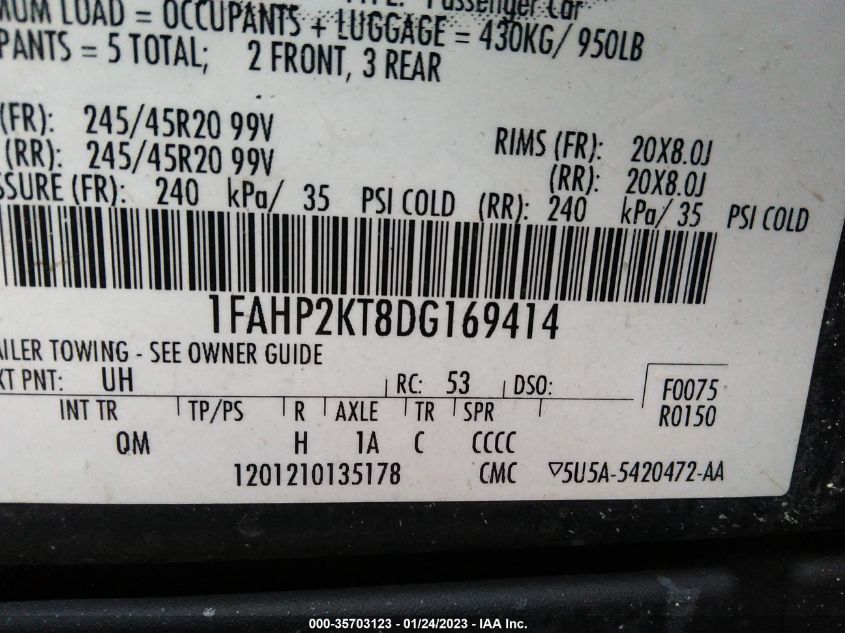 TYPE: Passenger Car
MUM LOAD = OCCUPANTS + LUGGAGE = 430KG/ 950LB
PANTS = 5 TOTAL; 2 FRONT, 3 REAR
(FR): 245/45R20 99V RIMS (FR): 20X8.0J
(RR): 245/45R20 99V (RR): 20X8.0J
SSURE (FR): 240 kPa/ 35 PSI COLD (RR): 240 kPa/ 35 PSI COLD
1FAHP2KT8DG169414
AILER TOWING - SEE OWNER GUIDE
XT PNT: UH RC: 53 DSO: F0075
INT TR TP/PS R AXLE TR SPR R0150
QM H 1A C CCCC
1201210135178 CMC ▽5U5A-5420472-AA
000-35703123 - 01/24/2023 - IAA Inc.